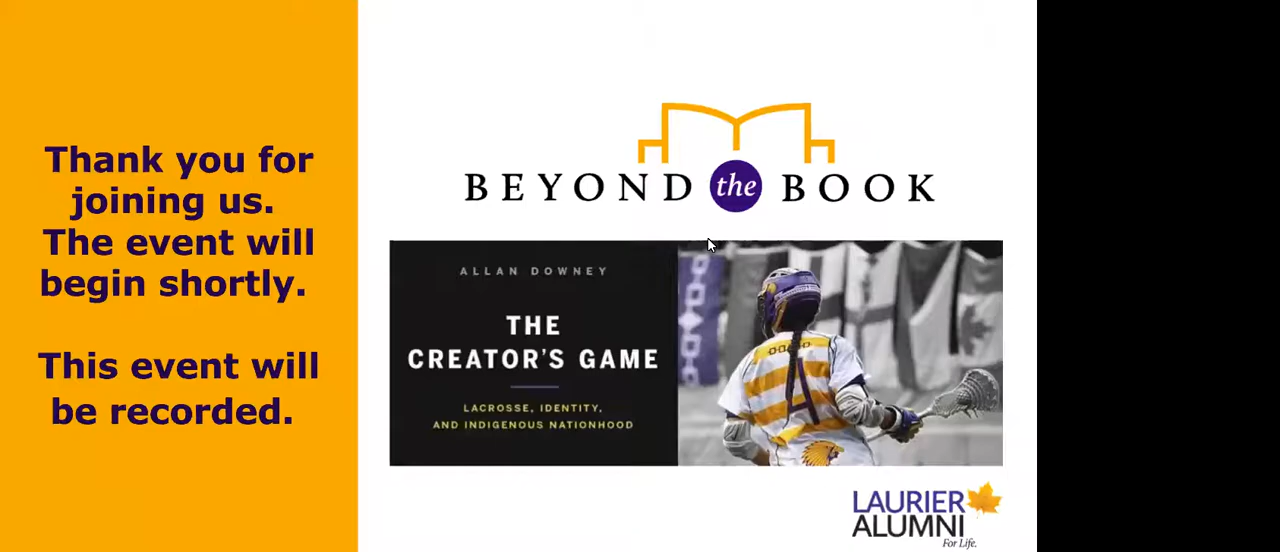 Thank you for
joining us.
The event will
begin shortly.
This event will
be recorded.
BEYOND the BOOK
ALLAN DOWNEY
THE
CREATOR'S GAME
LACROSSE, IDENTITY,
AND INDIGENOUS NATIONHOOD
4
LAURIER
ALUMNI
For Life.